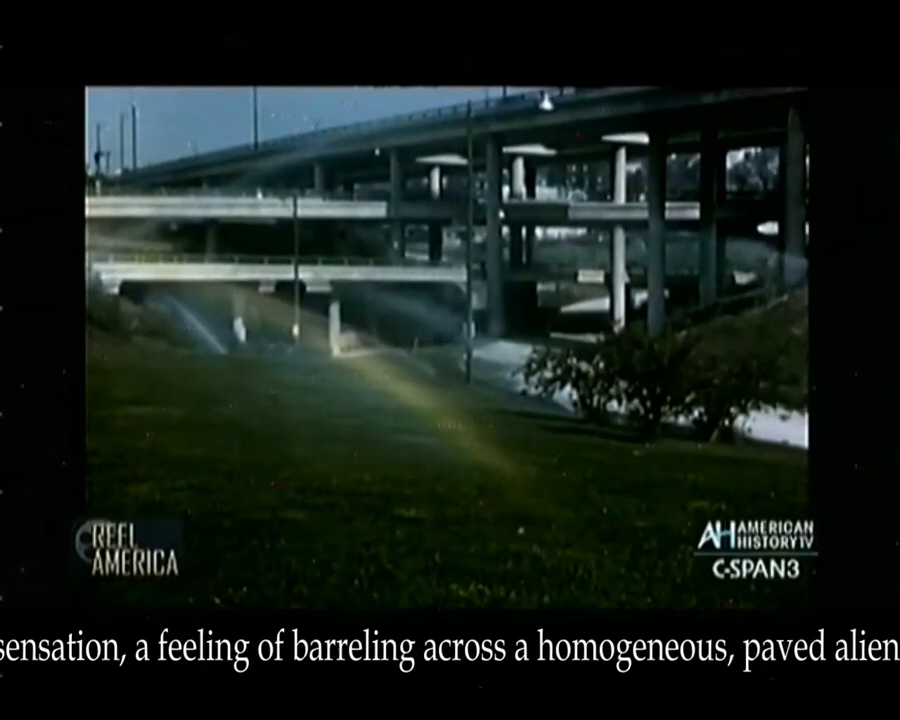 REEL
AMERICA
AH AMERICAN
HISTORY TV
C-SPAN3
sensation, a feeling of barreling across a homogeneous, paved alien